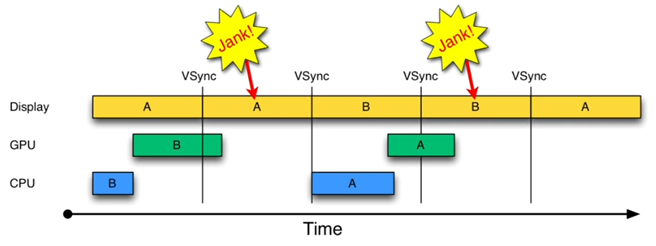 Jank!
Jank!
VSync
VSync
VSync
VSync
Display
A
A
B
B
A
GPU
B
A
CPU
B
A
Time